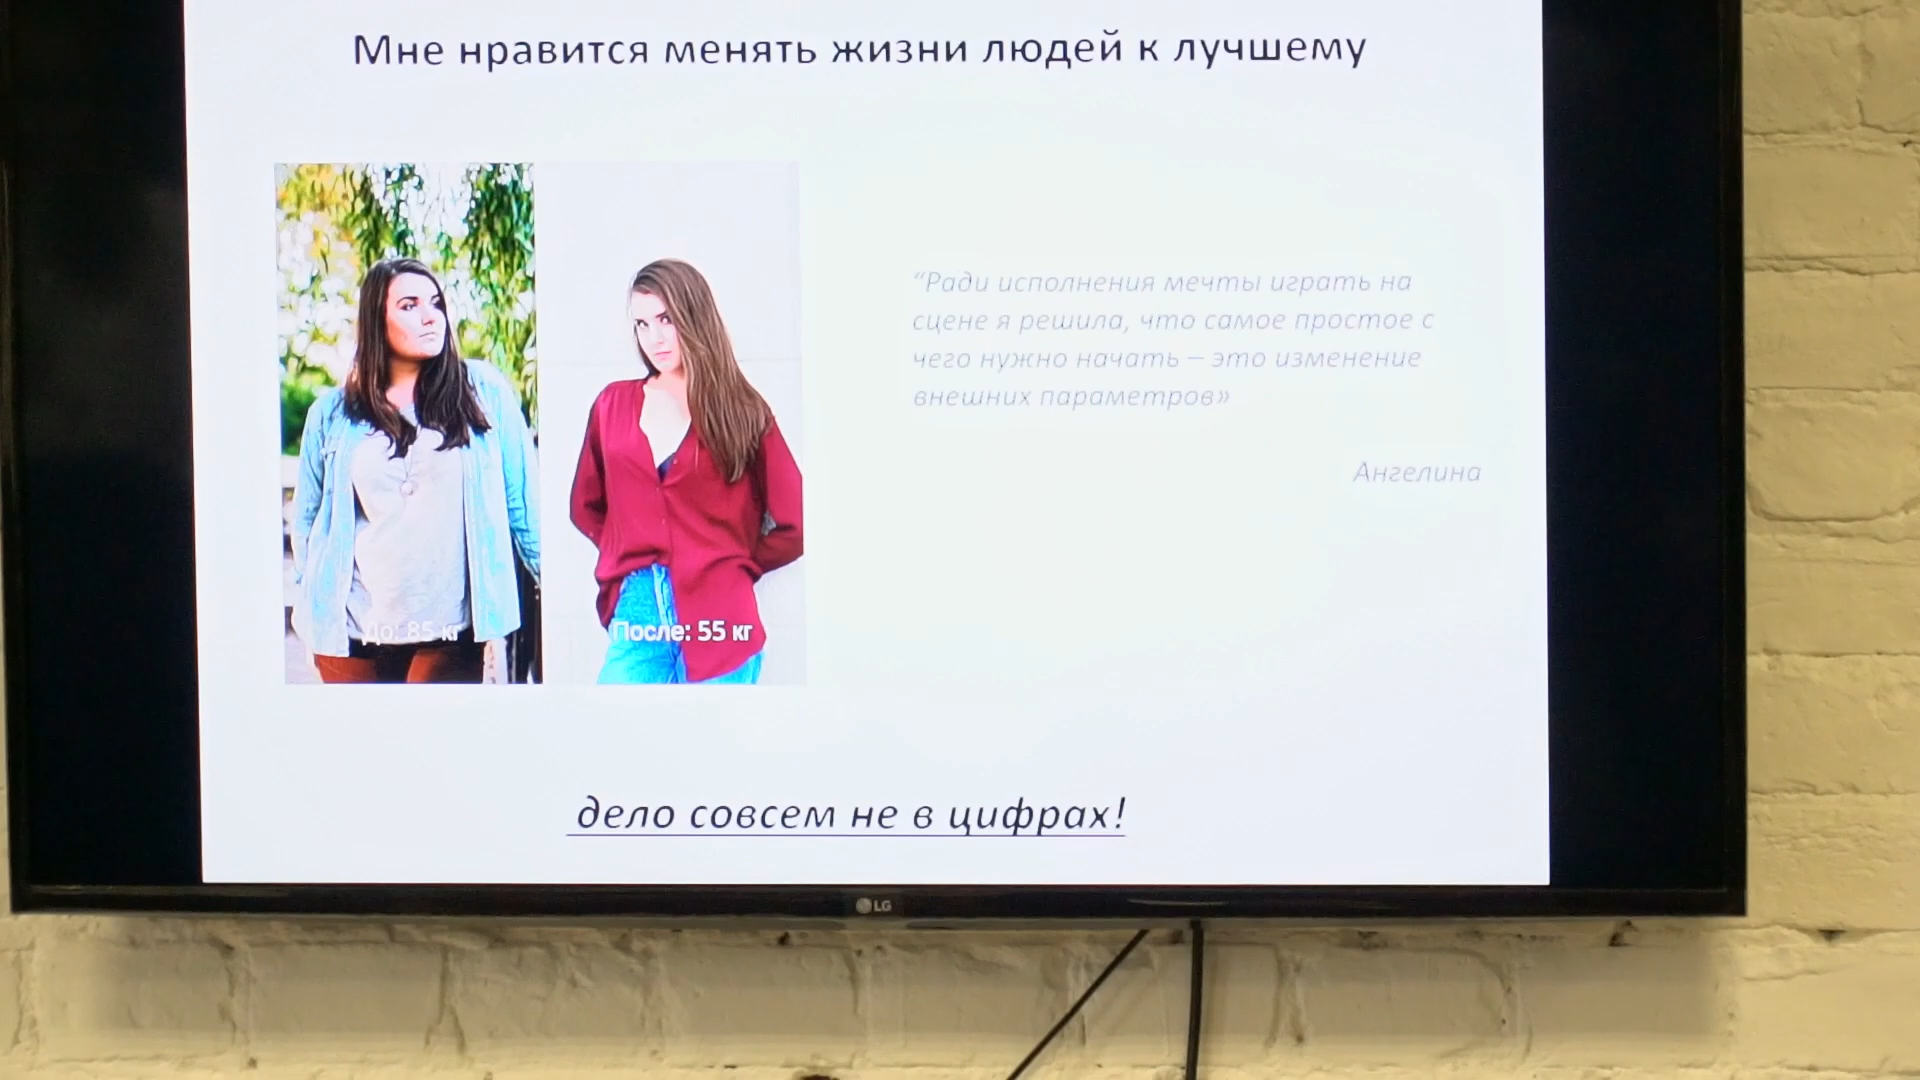 Мне нравится менять жизни людей к лучшему
“Ради исполнения мечты играть на
сцене я решила, что самое простое с
чего нужно начать – это изменение
внешних параметров»
Ангелина
До: 85 кг
После: 55 кг
дело совсем не в цифрах!
LG